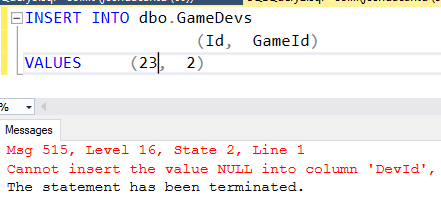 INSERT INTO dbo.GameDevs
(Id, GameId)
VALUES (23, 2)
%
Messages
Msg 515, Level 16, State 2, Line 1
Cannot insert the value NULL into column 'DevId',
The statement has been terminated.